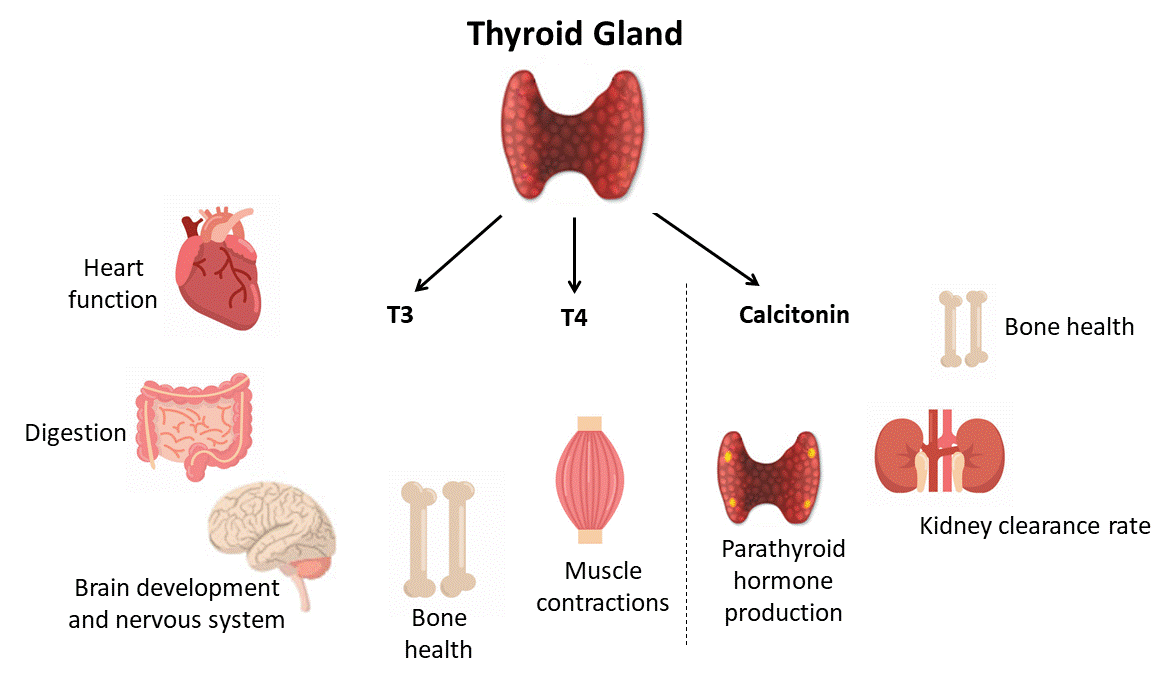 Thyroid Gland
T3
T4
Calcitonin
Heart
function
Digestion
Brain development
and nervous system
Bone
health
Muscle
contractions
Parathyroid
hormone
production
Bone health
Kidney clearance rate